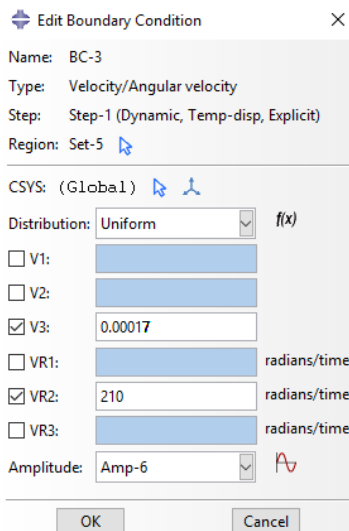 Edit Boundary Condition
Name: BC-3
Type: Velocity/Angular velocity
Step: Step-1 (Dynamic, Temp-disp, Explicit)
Region: Set-5
CSYS: (Global)
Distribution: Uniform f(x)
V1:
V2:
V3: 0.00017
VR1: radians/time
VR2: 210 radians/time
VR3: radians/time
Amplitude: Amp-6
OK Cancel